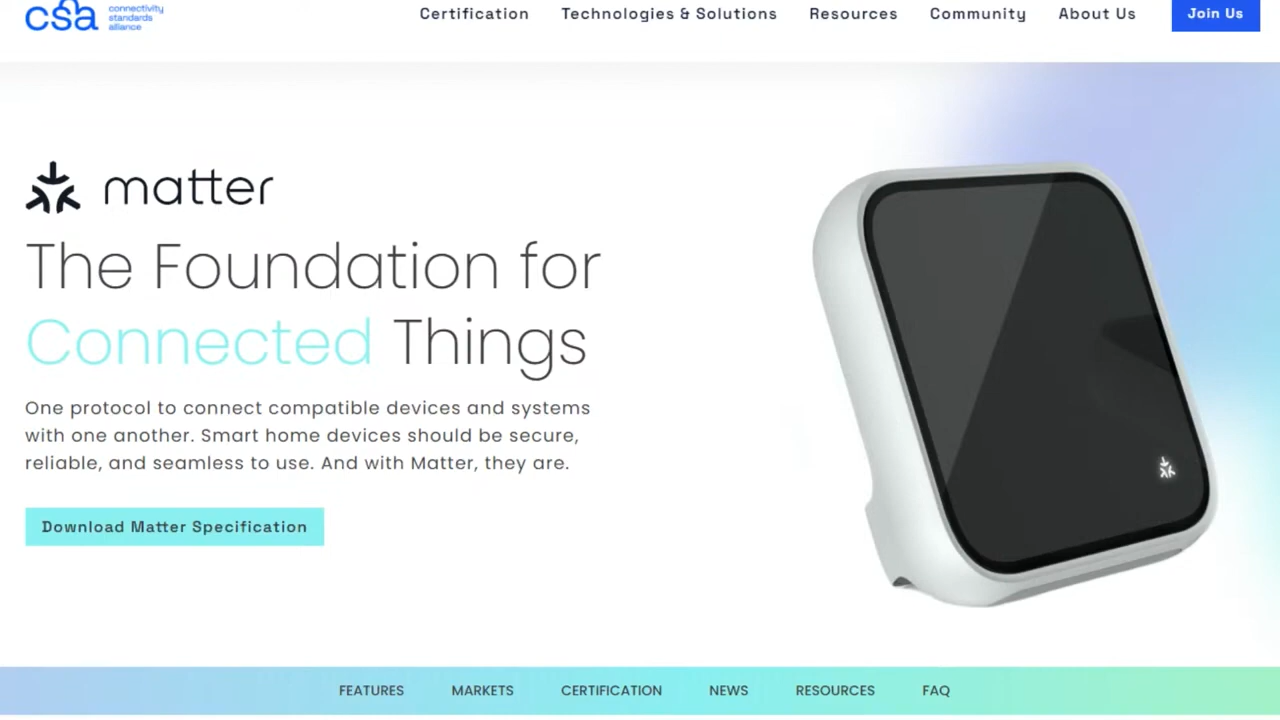 csa connectivity
standards
alliance
Certification Technologies & Solutions Resources Community About Us Join Us
matter
The Foundation for
Connected Things
One protocol to connect compatible devices and systems
with one another. Smart home devices should be secure,
reliable, and seamless to use. And with Matter, they are.
Download Matter Specification
FEATURES MARKETS CERTIFICATION NEWS RESOURCES FAQ